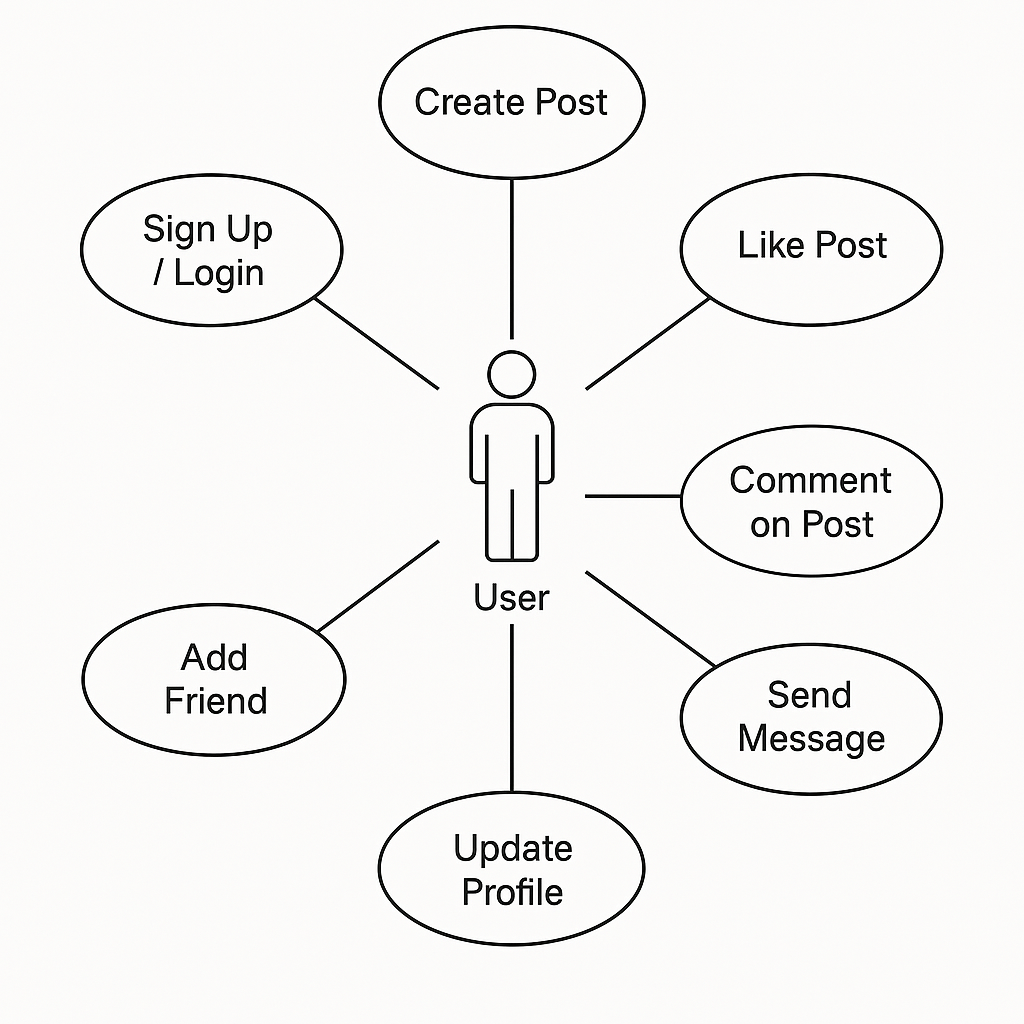 Create Post
Sign Up
/ Login
Like Post
Comment
on Post
User
Add
Friend
Send
Message
Update
Profile